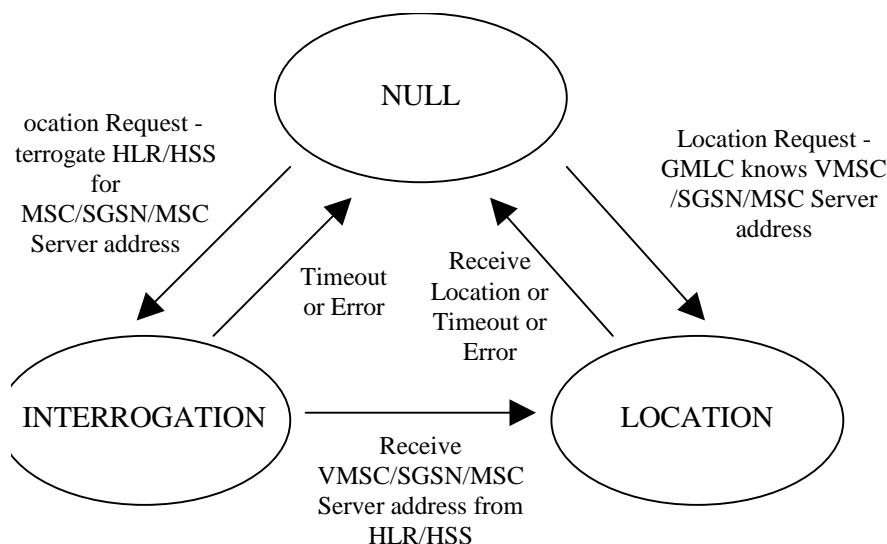 NULL
ocation Request -
terrogate HLR/HSS
for
MSC/SGSN/MSC
Server address
Location Request -
GMLC knows VMSC
/SGSN/MSC Server
address
Timeout
or Error
Receive
Location or
Timeout or
Error
INTERROGATION
LOCATION
Receive
VMSC/SGSN/MSC
Server address from
HLR/HSS